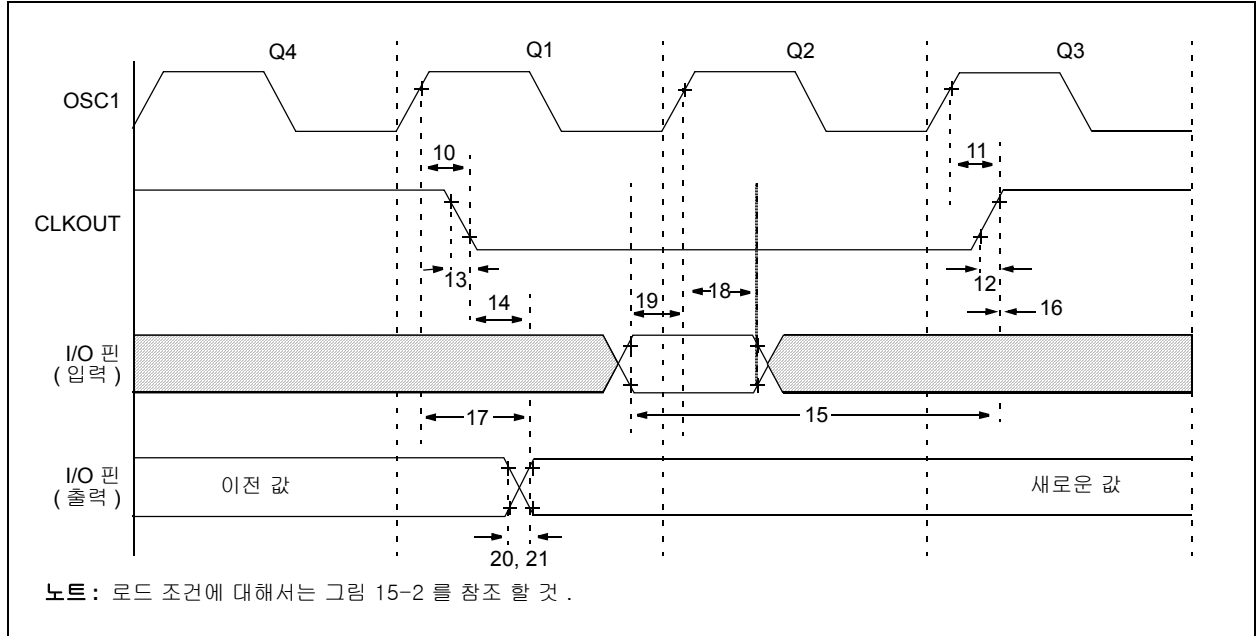 Q4 Q1 Q2 Q3
OSC1
10 11
CLKOUT
13 12
14 19 18 16
I/O 핀
( 입력 )
17 15
I/O 핀
( 출력 )
이전 값 새로운 값
20, 21
노트 : 로드 조건에 대해서는 그림 15-2 를 참조 할 것 .